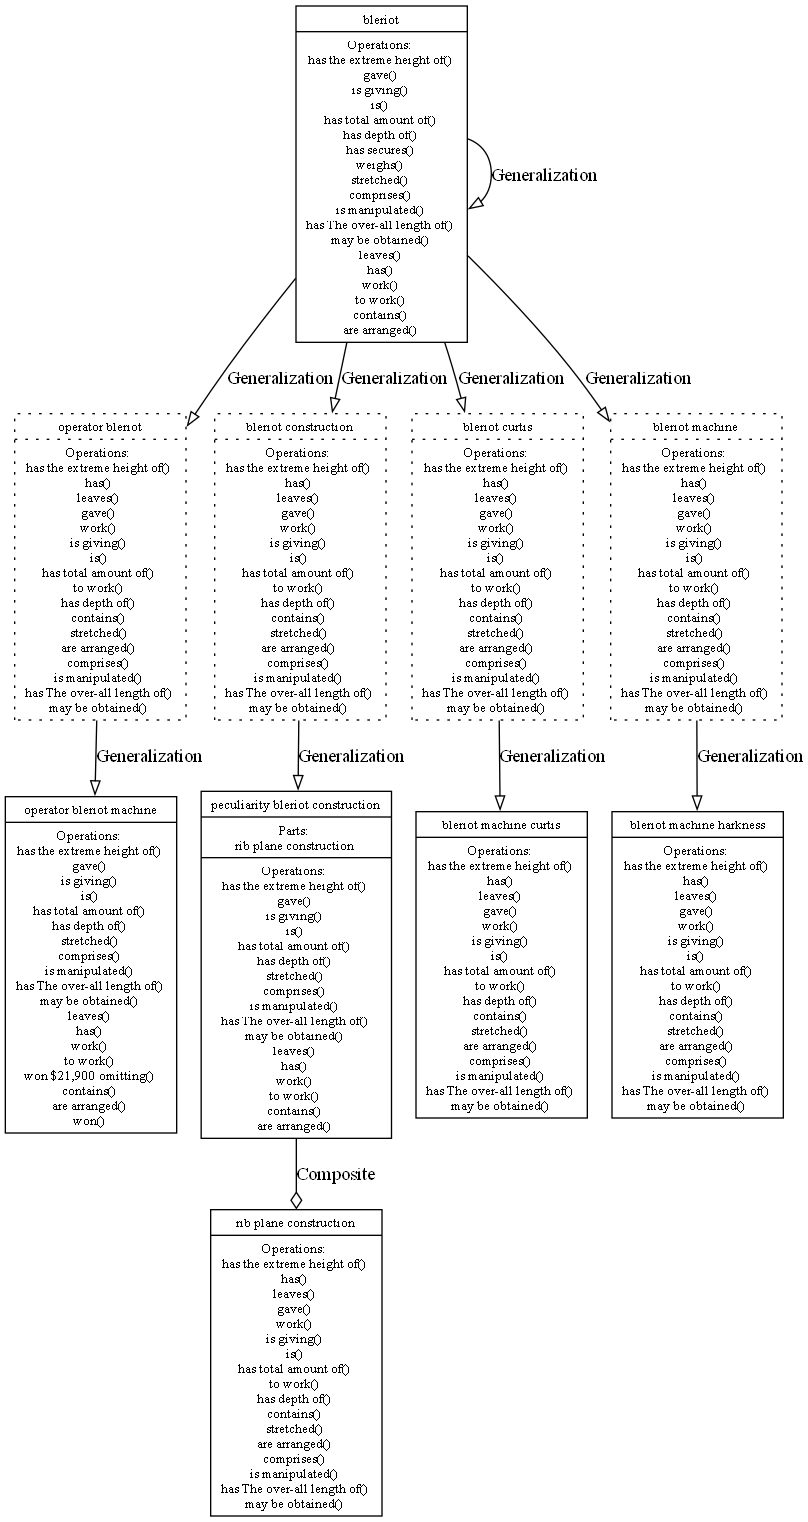 bleriot
Operations:
has the extreme height of()
gave()
is giving()
is()
has total amount of()
has depth of()
has secures()
weighs()
stretched()
comprises()
is manipulated()
has The over-all length of()
may be obtained()
leaves()
has()
work()
to work()
contains()
are arranged()
Generalization
Generalization
Generalization
Generalization
Generalization
operator bleriot
Operations:
has the extreme height of()
has()
leaves()
gave()
work()
is giving()
is()
has total amount of()
to work()
has depth of()
contains()
stretched()
are arranged()
comprises()
is manipulated()
has The over-all length of()
may be obtained()
bleriot construction
Operations:
has the extreme height of()
has()
leaves()
gave()
work()
is giving()
is()
has total amount of()
to work()
has depth of()
contains()
stretched()
are arranged()
comprises()
is manipulated()
has The over-all length of()
may be obtained()
bleriot curtis
Operations:
has the extreme height of()
has()
leaves()
gave()
work()
is giving()
is()
has total amount of()
to work()
has depth of()
contains()
stretched()
are arranged()
comprises()
is manipulated()
has The over-all length of()
may be obtained()
bleriot machine
Operations:
has the extreme height of()
has()
leaves()
gave()
work()
is giving()
is()
has total amount of()
to work()
has depth of()
contains()
stretched()
are arranged()
comprises()
is manipulated()
has The over-all length of()
may be obtained()
Generalization
Generalization
Generalization
Generalization
operator bleriot machine
Operations:
has the extreme height of()
gave()
is giving()
is()
has total amount of()
has depth of()
stretched()
comprises()
is manipulated()
has The over-all length of()
may be obtained()
leaves()
has()
work()
to work()
won $21,900 omitting()
contains()
are arranged()
won()
peculiarity bleriot construction
Parts:
rib plane construction
Operations:
has the extreme height of()
gave()
is giving()
is()
has total amount of()
has depth of()
stretched()
comprises()
is manipulated()
has The over-all length of()
may be obtained()
leaves()
has()
work()
to work()
contains()
are arranged()
bleriot machine curtis
Operations:
has the extreme height of()
has()
leaves()
gave()
work()
is giving()
is()
has total amount of()
to work()
has depth of()
contains()
stretched()
are arranged()
comprises()
is manipulated()
has The over-all length of()
may be obtained()
bleriot machine harkness
Operations:
has the extreme height of()
has()
leaves()
gave()
work()
is giving()
is()
has total amount of()
to work()
has depth of()
contains()
stretched()
are arranged()
comprises()
is manipulated()
has The over-all length of()
may be obtained()
Composite
rib plane construction
Operations:
has the extreme height of()
has()
leaves()
gave()
work()
is giving()
is()
has total amount of()
to work()
has depth of()
contains()
stretched()
are arranged()
comprises()
is manipulated()
has The over-all length of()
may be obtained()